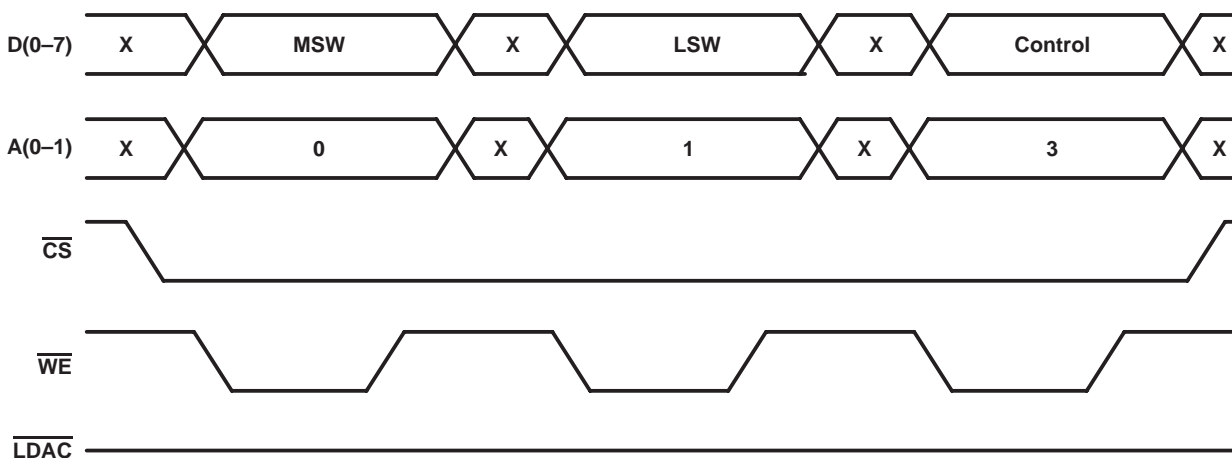 D(0–7) X MSW X LSW X Control X
A(0–1) X 0 X 1 X 3 X
CS
WE
LDAC